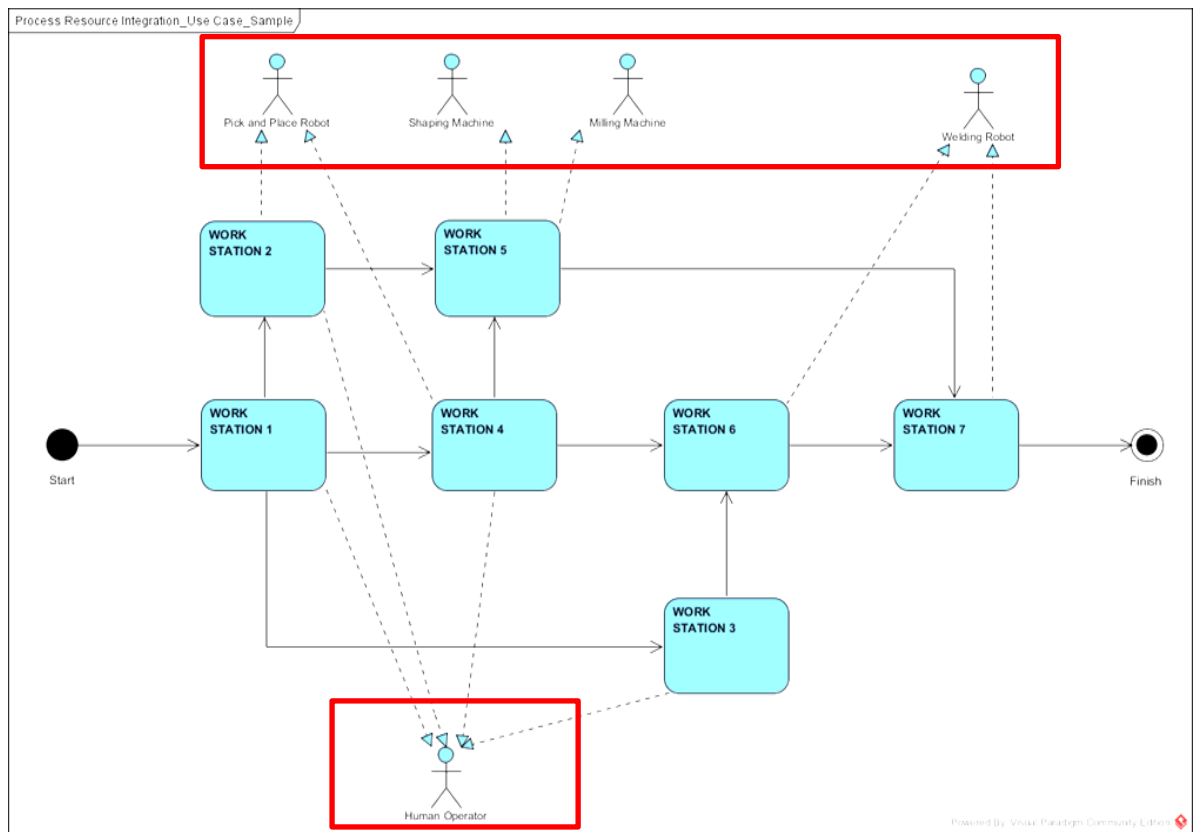 Process Resource Integration_Use Case_Sample
Pick and Place Robot
Shaping Machine
Milling Machine
Welding Robot
WORK
STATION 2
WORK
STATION 5
WORK
STATION 1
WORK
STATION 4
WORK
STATION 6
WORK
STATION 7
Start
Finish
WORK
STATION 3
Human Operator
Powered By Visual Paradigm Community Edition